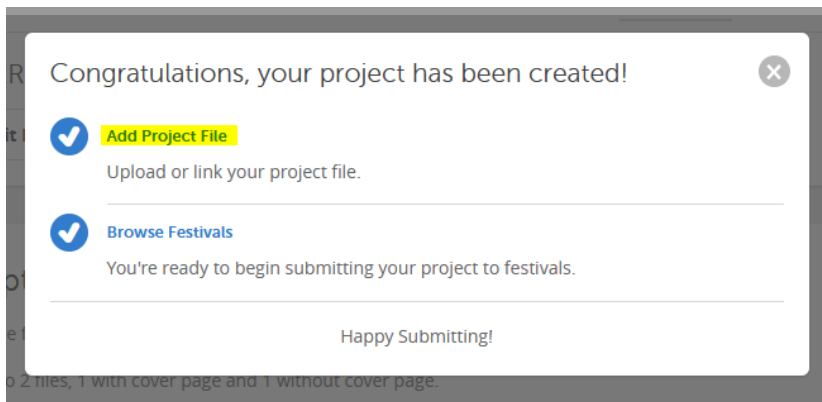 Congratulations, your project has been created!
Add Project File
Upload or link your project file.
Browse Festivals
You're ready to begin submitting your project to festivals.
Happy Submitting!
2 files, 1 with cover page and 1 without cover page.